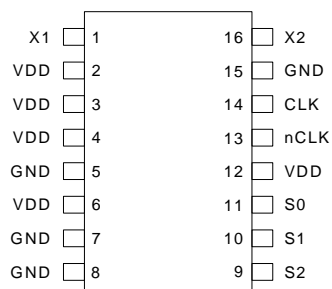 X1 1 16 X2
VDD 2 15 GND
VDD 3 14 CLK
VDD 4 13 nCLK
GND 5 12 VDD
VDD 6 11 S0
GND 7 10 S1
GND 8 9 S2